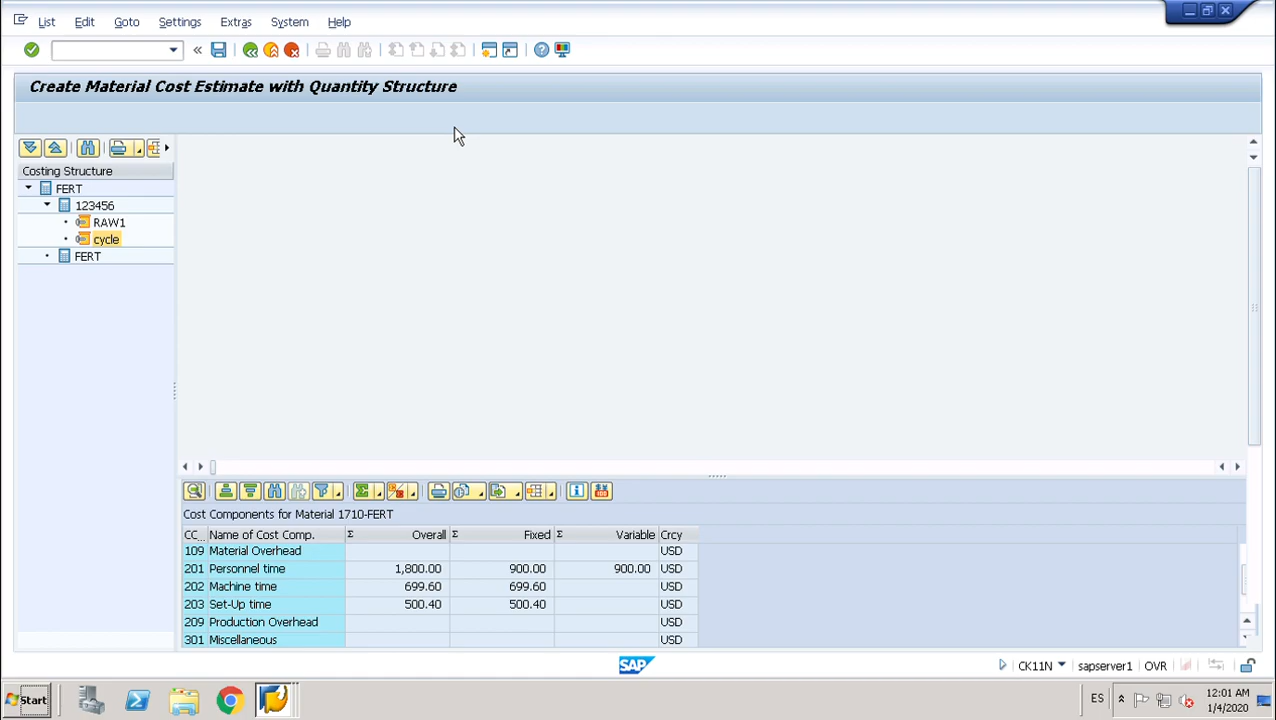 List Edit Goto Settings Extras System Help
Create Material Cost Estimate with Quantity Structure
Costing Structure
FERT
123456
RAW1
cycle
FERT
Cost Components for Material 1710-FERT
CC... Name of Cost Comp. Σ Overall Σ Fixed Σ Variable Crcy
109 Material Overhead USD
201 Personnel time 1,800.00 900.00 900.00 USD
202 Machine time 699.60 699.60 USD
203 Set-Up time 500.40 500.40 USD
209 Production Overhead USD
301 Miscellaneous USD
SAP
CK11N sapserver1 OVR
Start ES 12:01 AM
1/4/2020